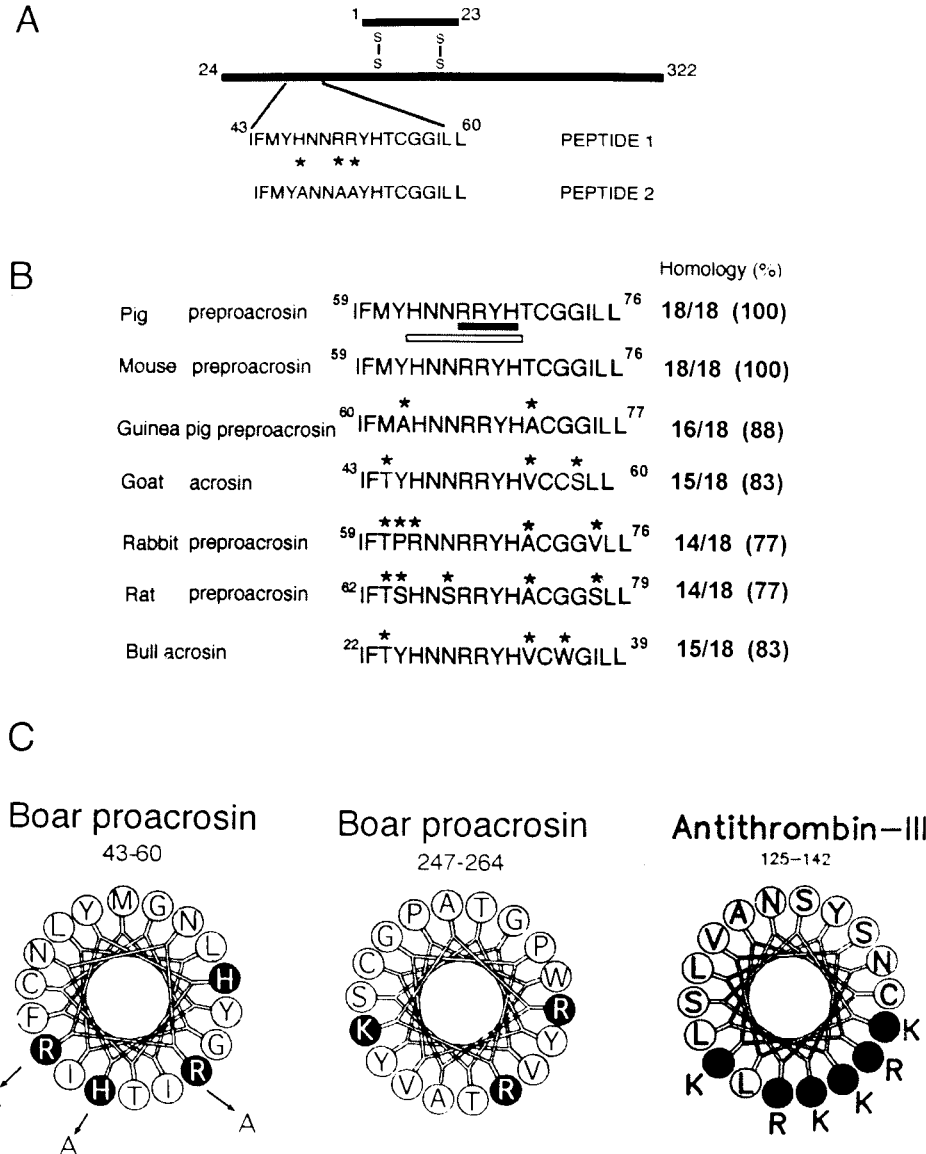 A
1 23
S S
S S
24 322
43 60
IFMYHNNRRYHTCGGILL PEPTIDE 1
* * *
IFMYANNAAYHTCGGILL PEPTIDE 2
B
Homology (%)
Pig preproacrosin 59 IFMYHNNRRYHTCGGILL 76 18/18 (100)
Mouse preproacrosin 59 IFMYHNNRRYHTCGGILL 76 18/18 (100)
* *
Guinea pig preproacrosin 60 IFMAHNNRRYHACGGILL 77 16/18 (88)
* * *
Goat acrosin 43 IFTYHNNRRYHVCCSLL 60 15/18 (83)
*** * *
Rabbit preproacrosin 59 IFTPRNNRRYHACGGVLL 76 14/18 (77)
** * * *
Rat preproacrosin 62 IFTSHNSRRYHACGGSLL 79 14/18 (77)
* * *
Bull acrosin 22 IFTYHNNRRYHVCWGILL 39 15/18 (83)
C
Boar proacrosin
43-60
M G N L H Y G R I T H I R F C N L Y
A
A
Boar proacrosin
247-264
A T G P W R Y V R T A V Y K S C G P
Antithrombin-III
125-142
N S Y S N C K R K K R L K L S L V A